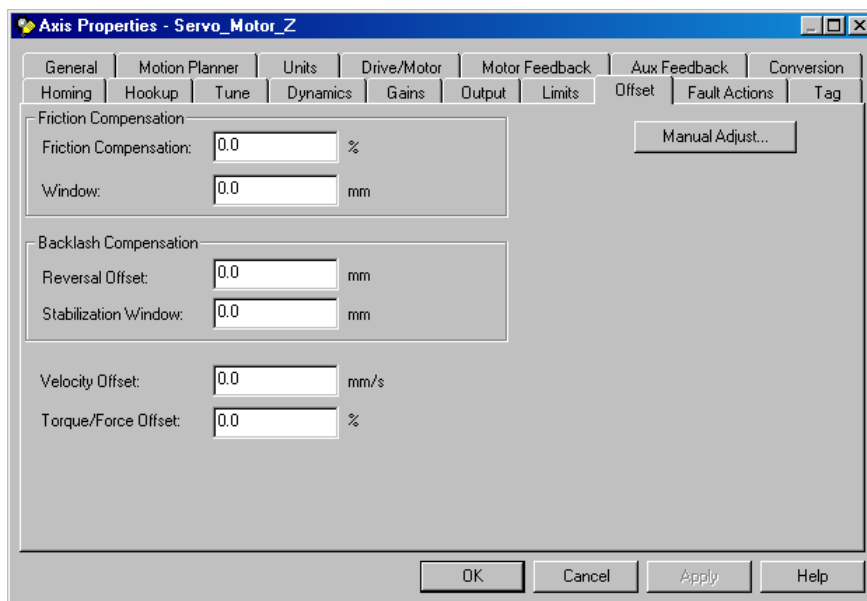 Axis Properties - Servo_Motor_Z
General Motion Planner Units Drive/Motor Motor Feedback Aux Feedback Conversion
Homing Hookup Tune Dynamics Gains Output Limits Offset Fault Actions Tag
Friction Compensation
Friction Compensation: 0.0 %
Window: 0.0 mm
Manual Adjust...
Backlash Compensation
Reversal Offset: 0.0 mm
Stabilization Window: 0.0 mm
Velocity Offset: 0.0 mm/s
Torque/Force Offset: 0.0 %
OK Cancel Apply Help